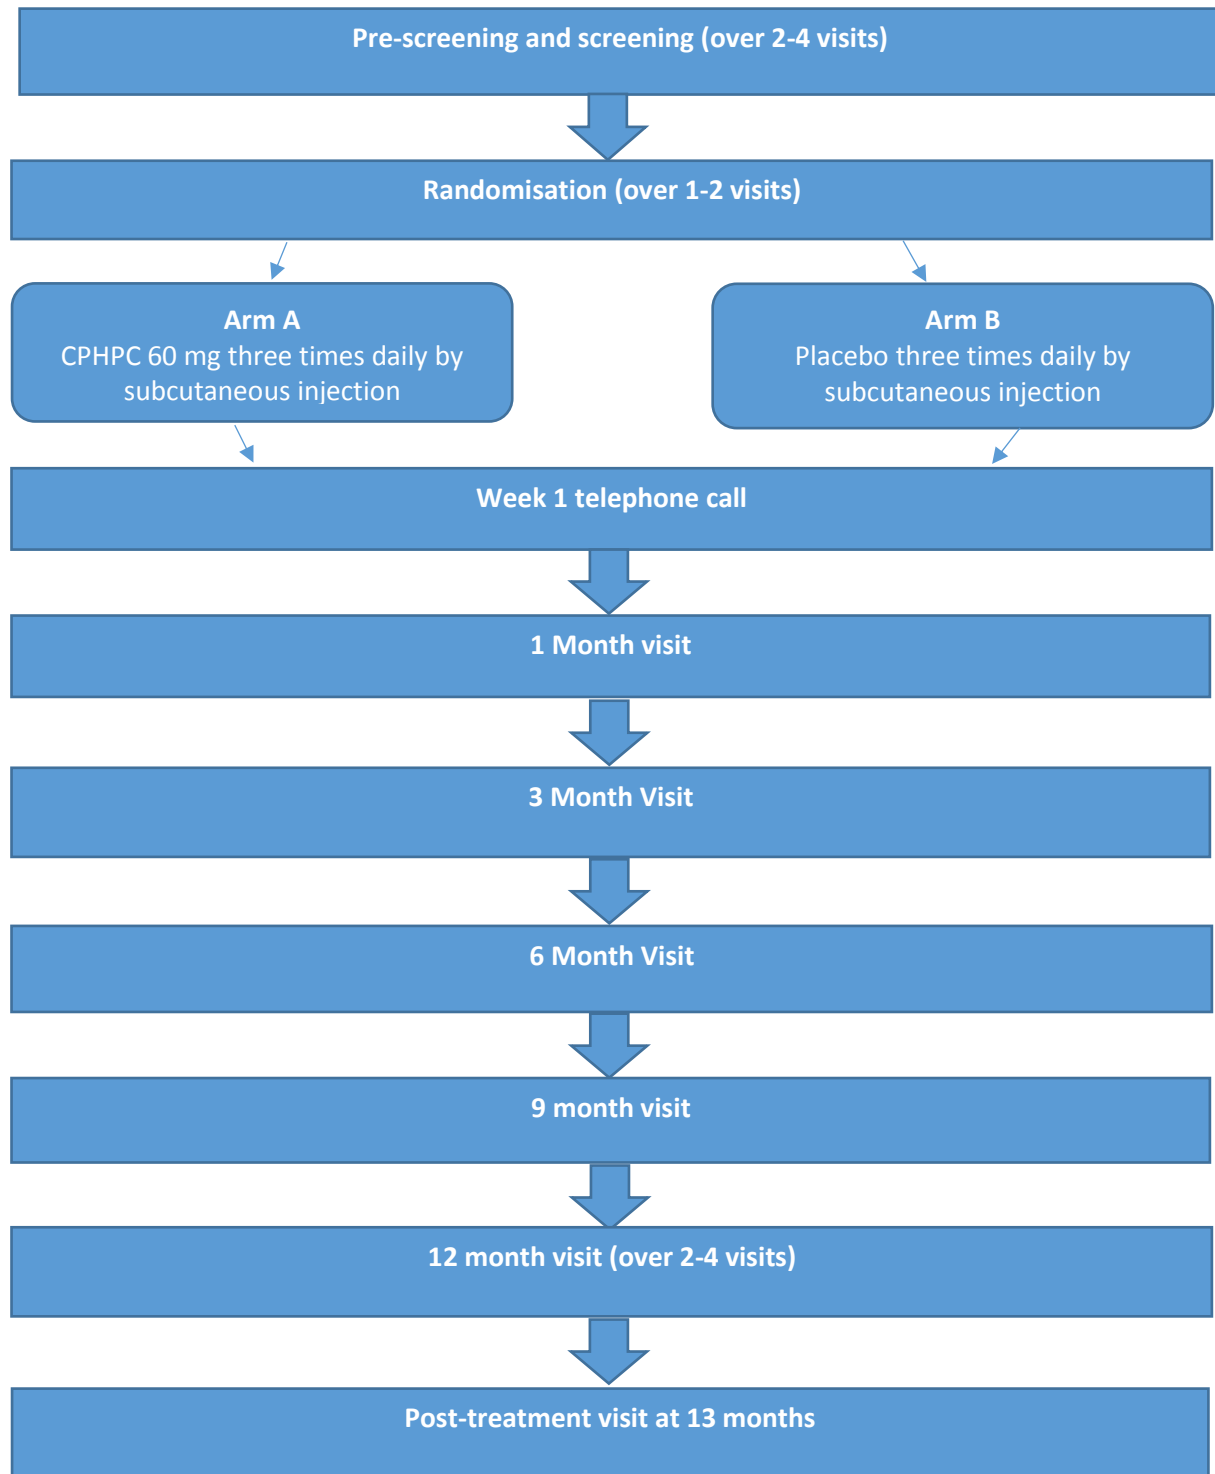 Pre-screening and screening (over 2-4 visits)
Randomisation (over 1-2 visits)
Arm A
CPHPC 60 mg three times daily by
subcutaneous injection
Arm B
Placebo three times daily by
subcutaneous injection
Week 1 telephone call
1 Month visit
3 Month Visit
6 Month Visit
9 month visit
12 month visit (over 2-4 visits)
Post-treatment visit at 13 months